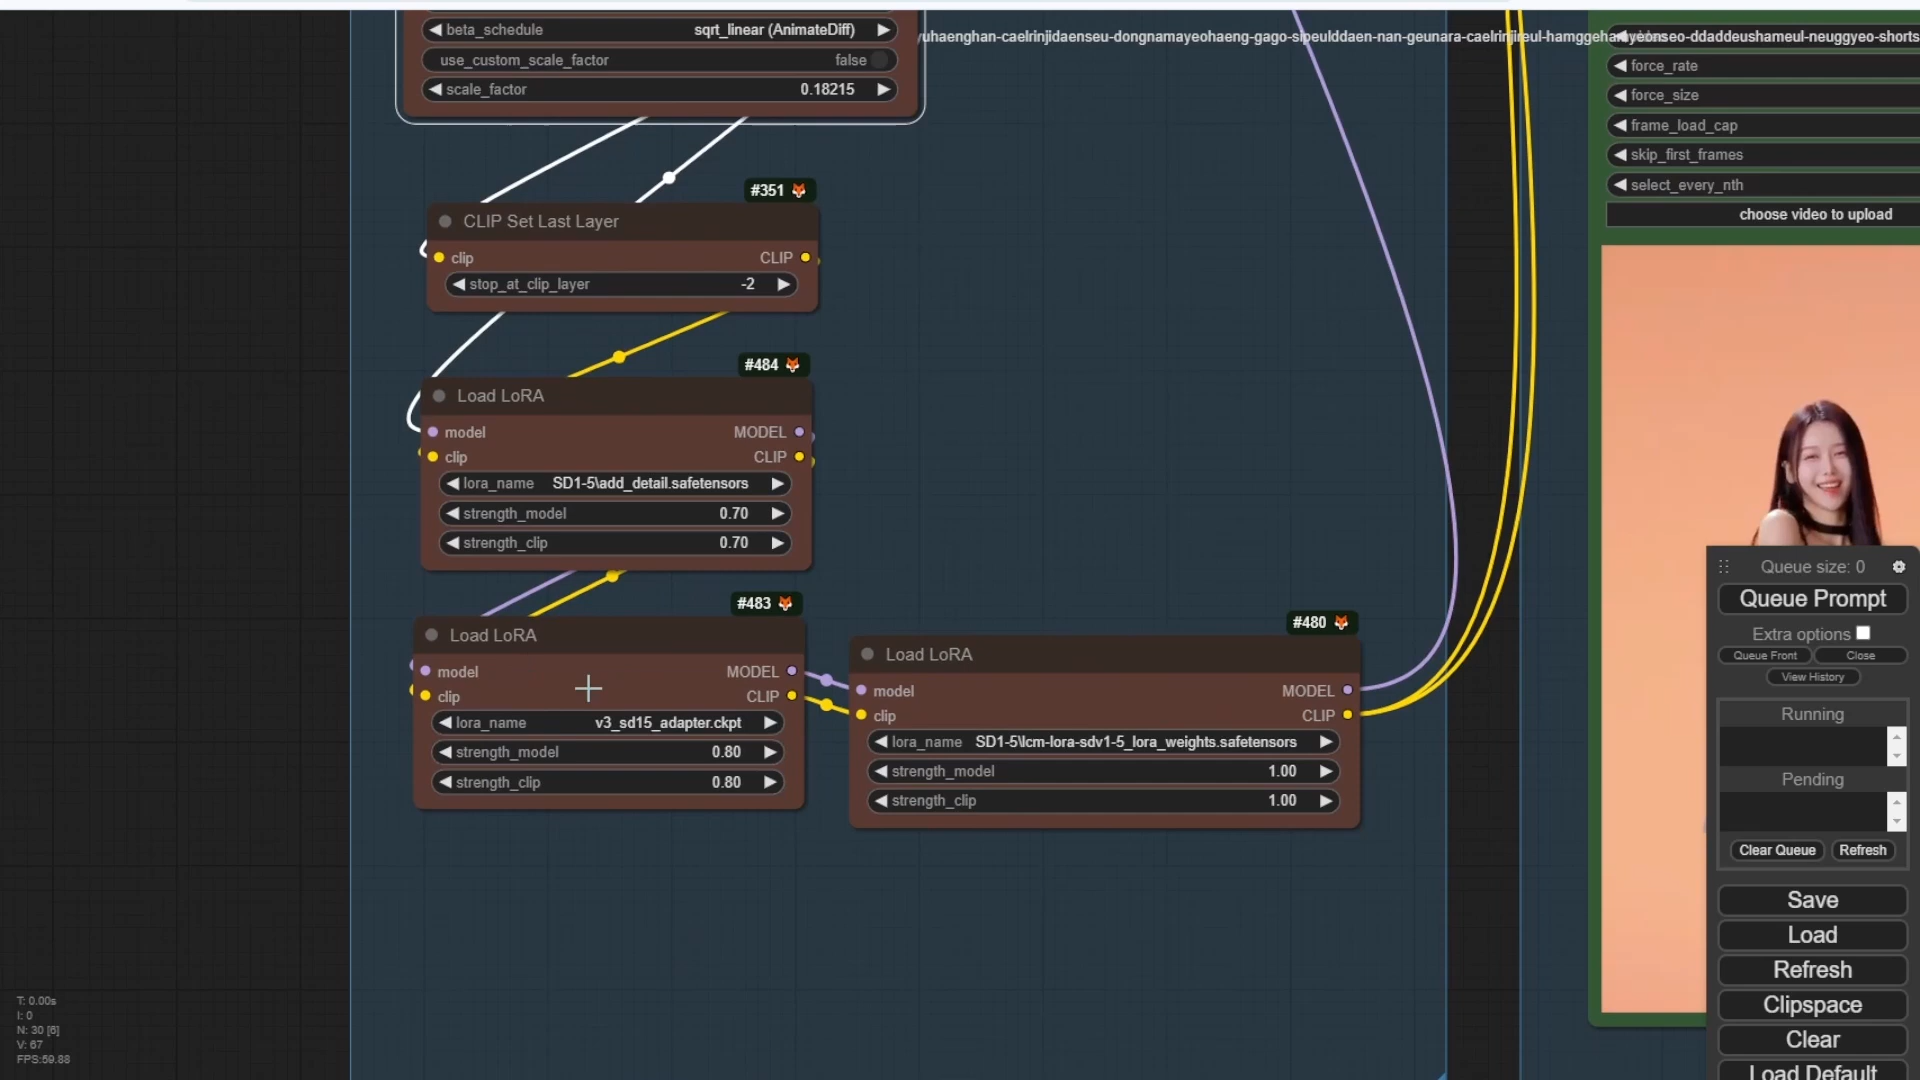 beta_schedule sqrt_linear (AnimateDiff)
use_custom_scale_factor false
scale_factor 0.18215
#351
CLIP Set Last Layer
clip CLIP
stop_at_clip_layer -2
#484
Load LoRA
model MODEL
clip CLIP
lora_name SD1-5\add_detail.safetensors
strength_model 0.70
strength_clip 0.70
#483
Load LoRA
model MODEL
clip CLIP
lora_name v3_sd15_adapter.ckpt
strength_model 0.80
strength_clip 0.80
#480
Load LoRA
model MODEL
clip CLIP
lora_name SD1-5\lcm-lora-sdv1-5_lora_weights.safetensors
strength_model 1.00
strength_clip 1.00
force_rate
force_size
frame_load_cap
skip_first_frames
select_every_nth
choose video to upload
Queue size: 0
Queue Prompt
Extra options
Queue Front Close
View History
Running
Pending
Clear Queue Refresh
Save
Load
Refresh
Clipspace
Clear
Load Default
T: 0.00s
I: 0
N: 30 [6]
V: 67
FPS:59.88